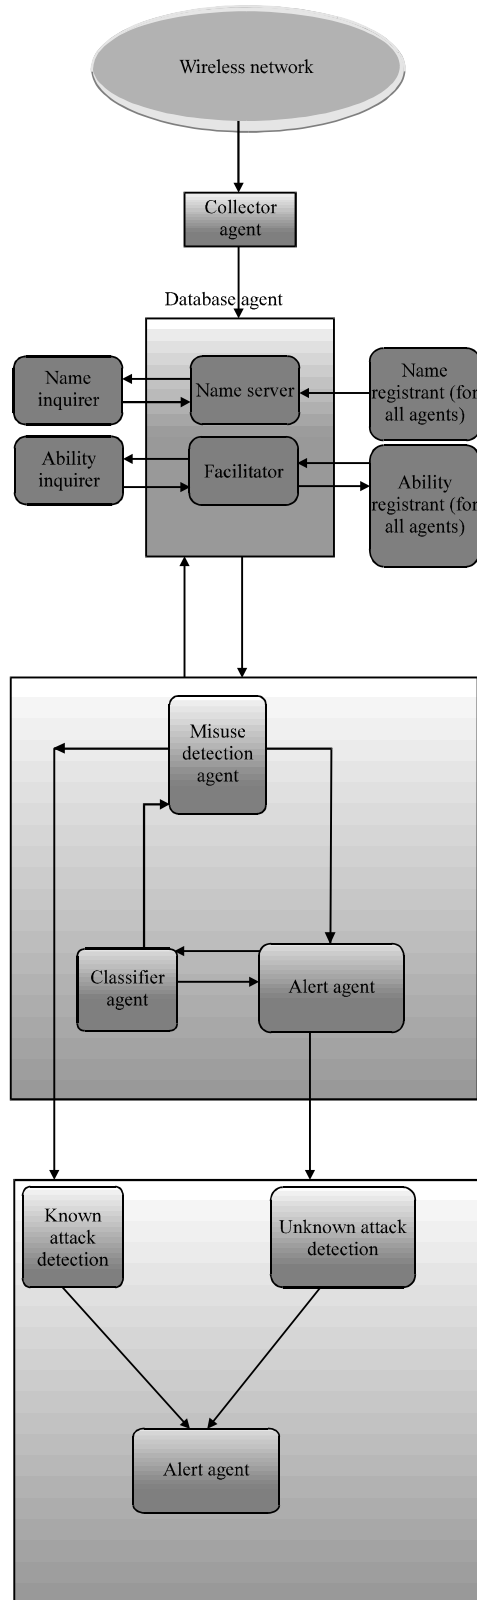 Wireless network
Collector
agent
Database agent
Name
inquirer
Name server
Name
registrant (for
all agents)
Ability
inquirer
Facilitator
Ability
registrant (for
all agents)
Misuse
detection
agent
Classifier
agent
Alert agent
Known
attack
detection
Unknown attack
detection
Alert agent